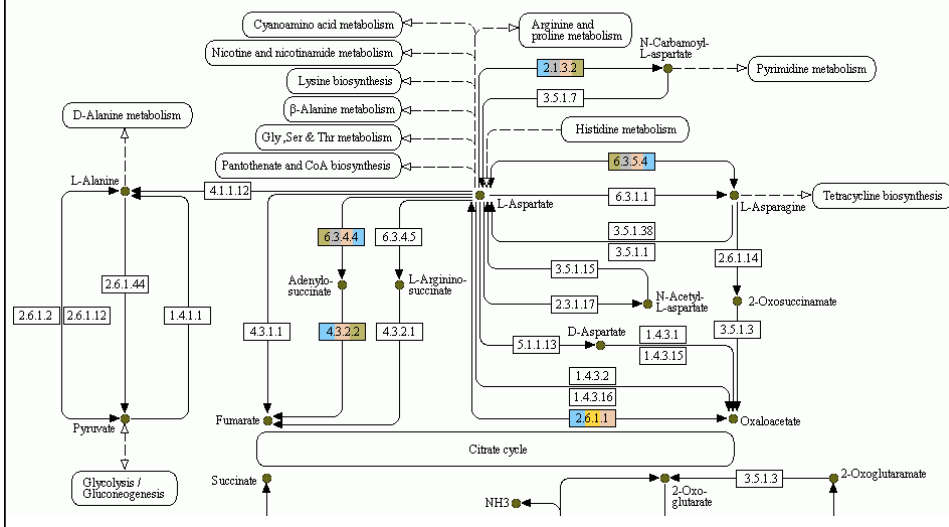 Cyanoamino acid metabolism
Arginine and
proline metabolism
Nicotine and nicotinamide metabolism
N-Carbamoyl-
L-aspartate
2.1.3.2
Pyrimidine metabolism
Lysine biosynthesis
3.5.1.7
β-Alanine metabolism
D-Alanine metabolism
Histidine metabolism
Gly ,Ser & Thr metabolism
Pantothenate and CoA biosynthesis
6.3.5.4
L-Alanine
4.1.1.12
L-Aspartate
6.3.1.1
L-Asparagine
Tetracycline biosynthesis
6.3.4.4
6.3.4.5
3.5.1.38
3.5.1.1
2.6.1.14
3.5.1.15
2.6.1.44
Adenylo-
succinate
L-Arginino-
succinate
N-Acetyl-
L-aspartate
2.3.1.17
2-Oxosuccinamate
2.6.1.2
2.6.1.12
1.4.1.1
4.3.1.1
4.3.2.2
4.3.2.1
D-Aspartate
5.1.1.13
1.4.3.1
1.4.3.15
3.5.1.3
1.4.3.2
1.4.3.16
2.6.1.1
Pyruvate
Fumarate
Oxaloacetate
Citrate cycle
Glycolysis /
Gluconeogenesis
Succinate
NH3
2-Oxo-
glutarate
3.5.1.3
2-Oxoglutaramate